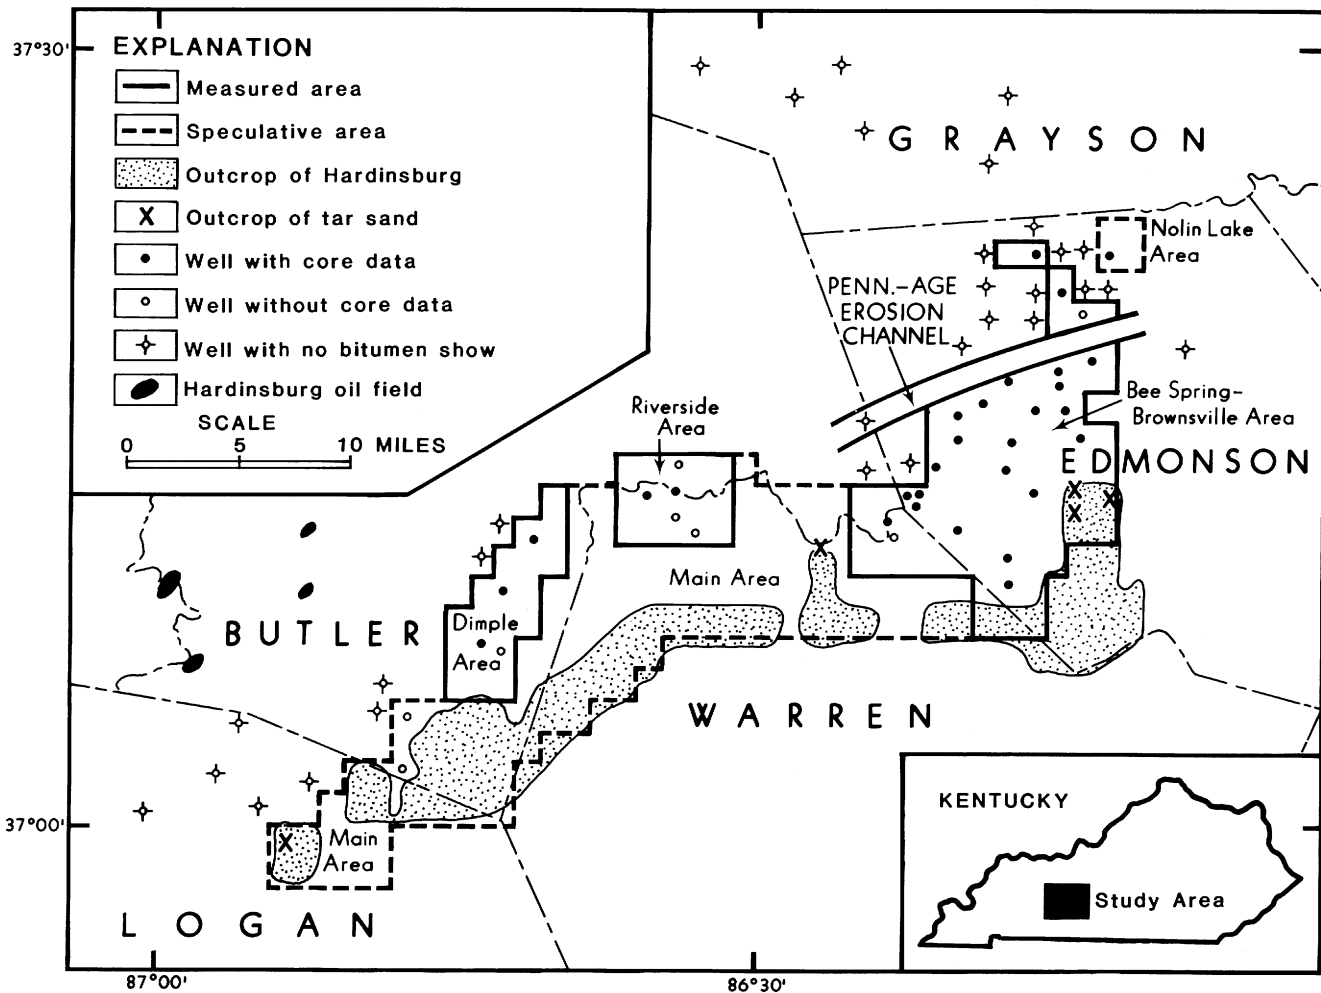 37°30'
EXPLANATION
Measured area
Speculative area
Outcrop of Hardinsburg
X Outcrop of tar sand
Well with core data
Well without core data
Well with no bitumen show
Hardinsburg oil field
SCALE
0 5 10 MILES
GRAYSON
Nolin Lake
Area
PENN.-AGE
EROSION
CHANNEL
Bee Spring-
Brownsville Area
Riverside
Area
EDMONSON
X X
X
X
Main Area
BUTLER
Dimple
Area
WARREN
KENTUCKY
Study Area
37°00'
X Main
Area
LOGAN
87°00'
86°30'